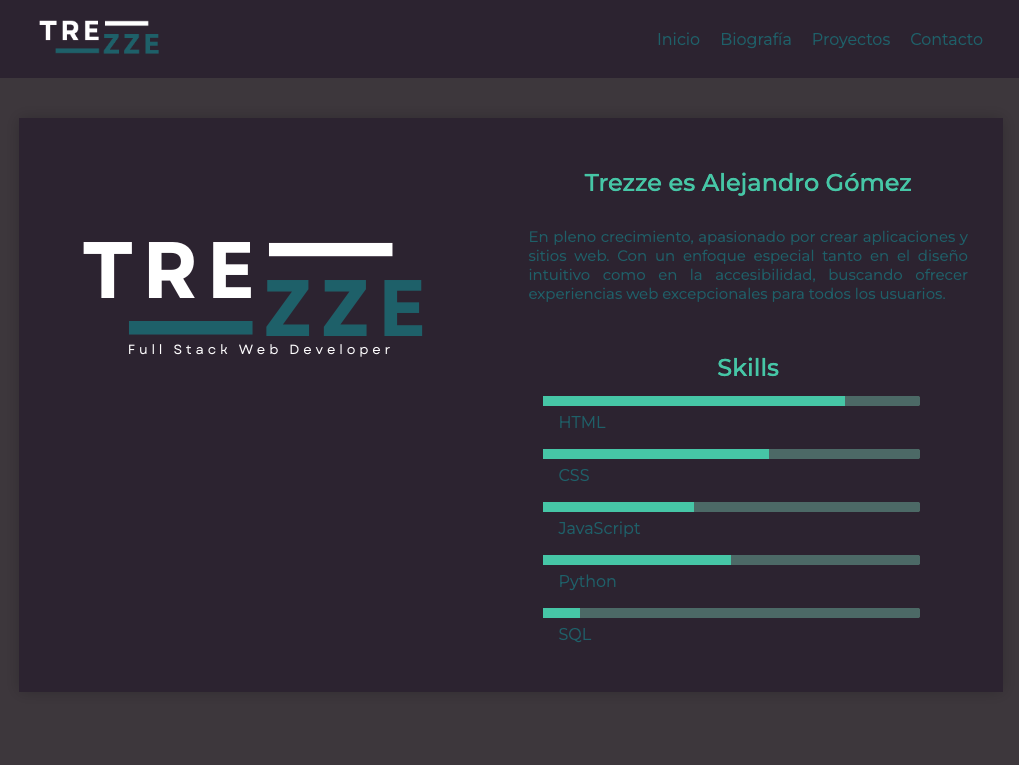 TREZZE
Inicio Biografía Proyectos Contacto
TREZZE
Full Stack Web Developer
Trezze es Alejandro Gómez
En pleno crecimiento, apasionado por crear aplicaciones y
sitios web. Con un enfoque especial tanto en el diseño
intuitivo como en la accesibilidad, buscando ofrecer
experiencias web excepcionales para todos los usuarios.
Skills
HTML
CSS
JavaScript
Python
SQL